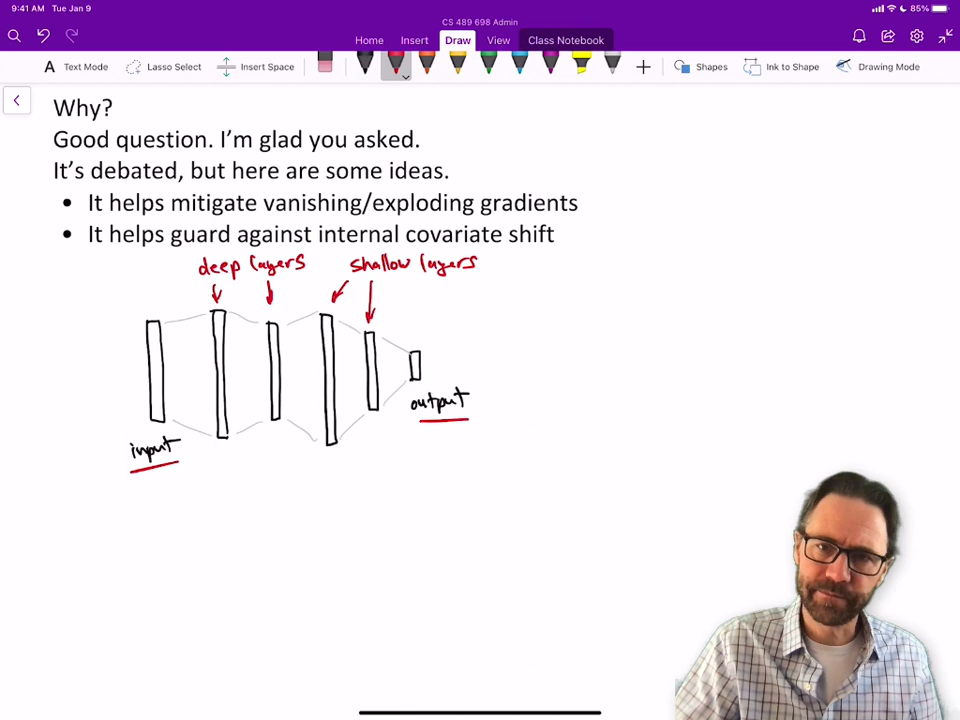 9:41 AM Tue Jan 9
85%
CS 489 698 Admin
Home Insert Draw View Class Notebook
Text Mode Lasso Select Insert Space Shapes Ink to Shape Drawing Mode
Why?
Good question. I'm glad you asked.
It's debated, but here are some ideas.
• It helps mitigate vanishing/exploding gradients
• It helps guard against internal covariate shift
deep layers shallow layers
output
input